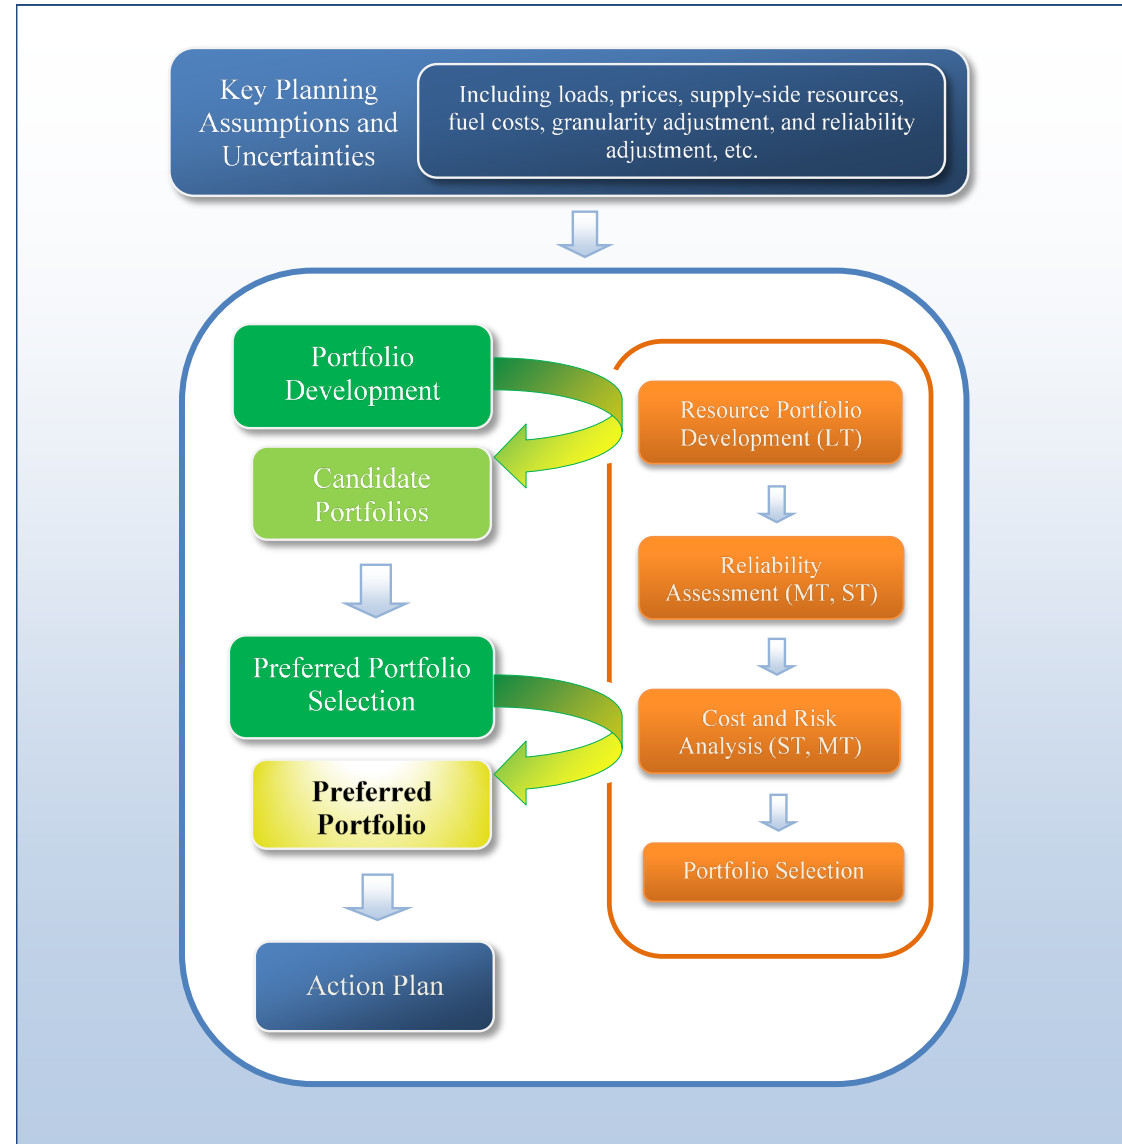 Key Planning
Assumptions and
Uncertainties
Including loads, prices, supply-side resources,
fuel costs, granularity adjustment, and reliability
adjustment, etc.
Portfolio
Development
Candidate
Portfolios
Preferred Portfolio
Selection
Preferred
Portfolio
Action Plan
Resource Portfolio
Development (LT)
Reliability
Assessment (MT, ST)
Cost and Risk
Analysis (ST, MT)
Portfolio Selection